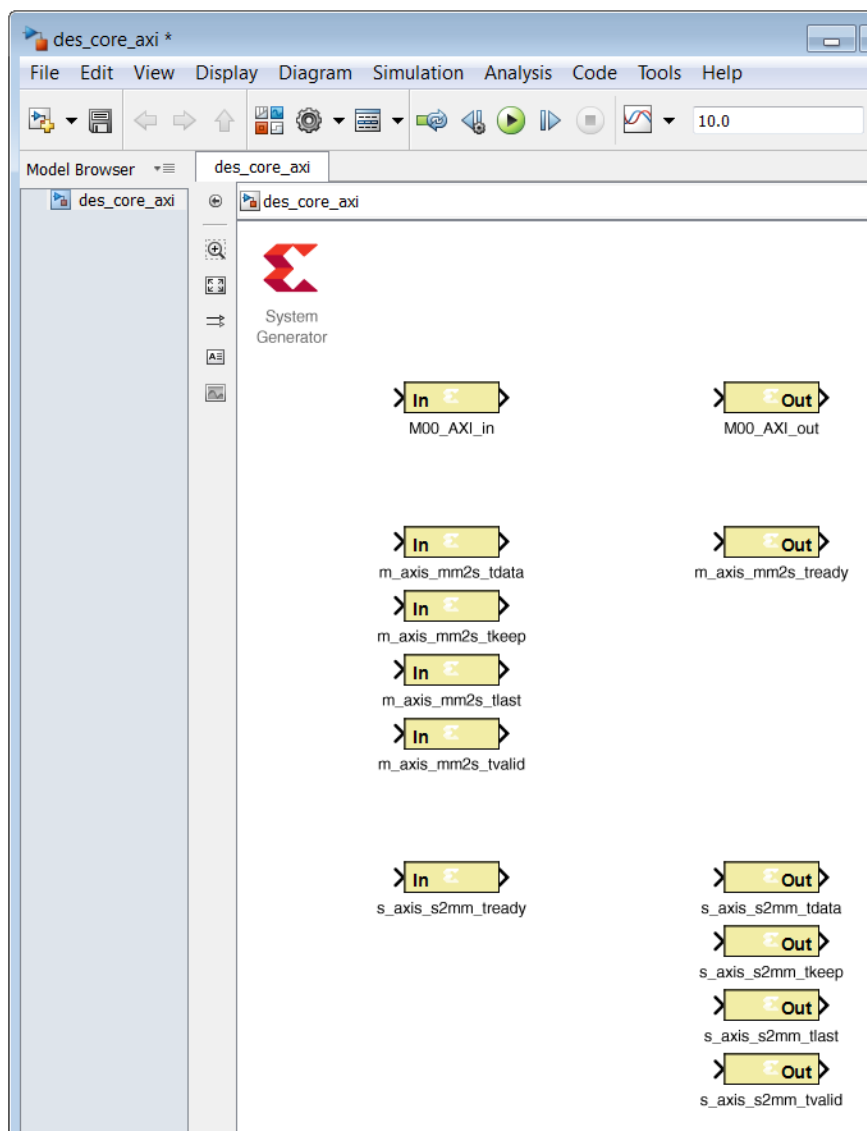 des_core_axi *
File Edit View Display Diagram Simulation Analysis Code Tools Help
10.0
Model Browser
des_core_axi
des_core_axi
des_core_axi
System
Generator
In
M00_AXI_in
Out
M00_AXI_out
In
m_axis_mm2s_tdata
Out
m_axis_mm2s_tready
In
m_axis_mm2s_tkeep
In
m_axis_mm2s_tlast
In
m_axis_mm2s_tvalid
In
s_axis_s2mm_tready
Out
s_axis_s2mm_tdata
Out
s_axis_s2mm_tkeep
Out
s_axis_s2mm_tlast
Out
s_axis_s2mm_tvalid